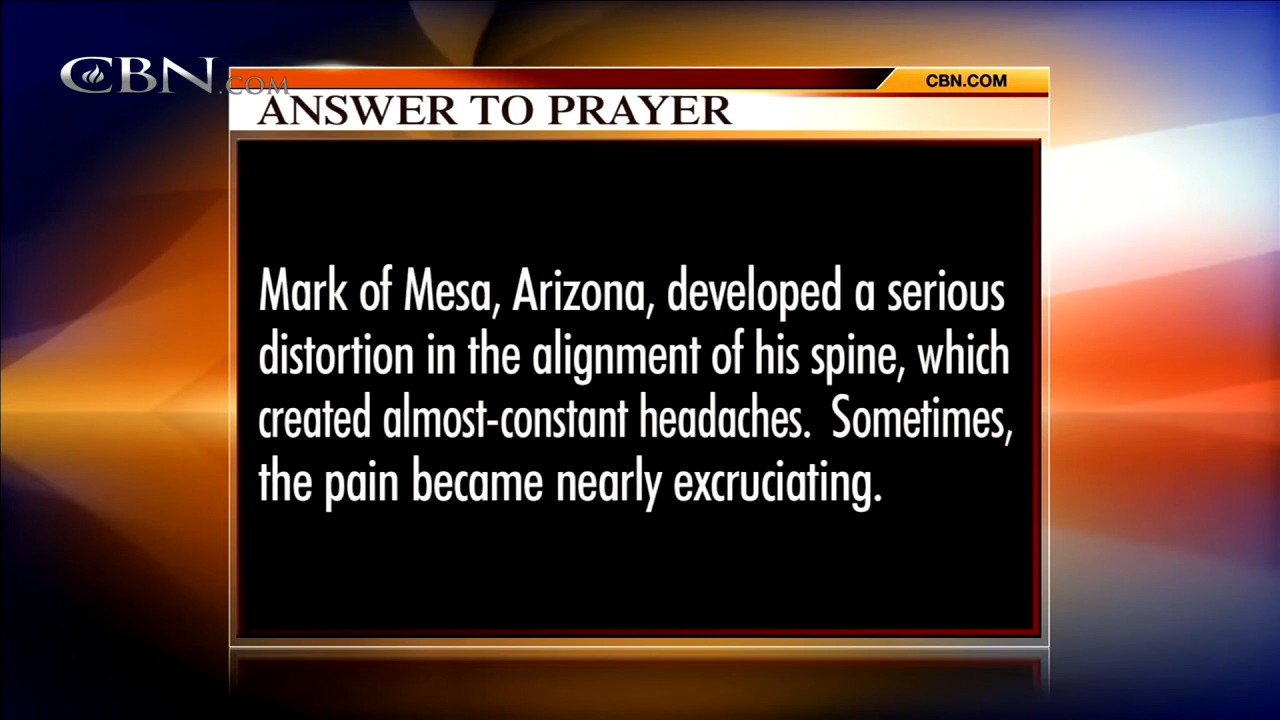 CBN.COM
CBN.COM
ANSWER TO PRAYER
Mark of Mesa, Arizona, developed a serious
distortion in the alignment of his spine, which
created almost-constant headaches.  Sometimes,
the pain became nearly excruciating.